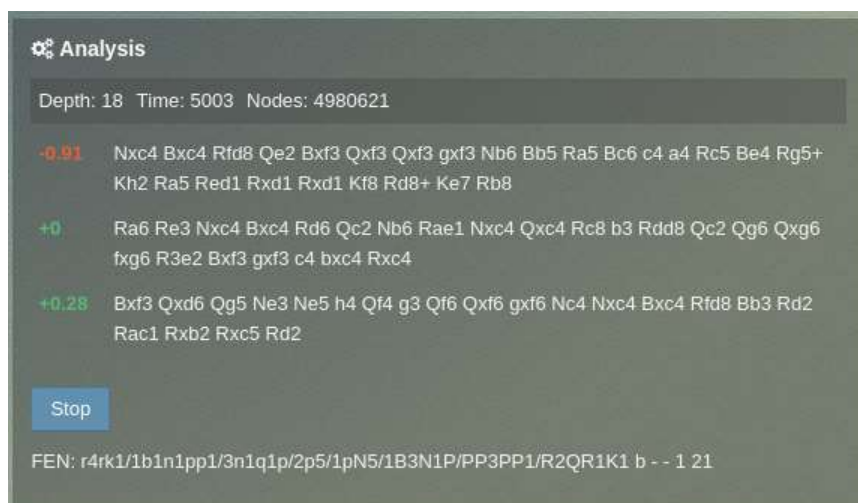 Analysis
Depth: 18 Time: 5003 Nodes: 4980621
-0.91 Nxc4 Bxc4 Rfd8 Qe2 Bxf3 Qxf3 Qxf3 gxf3 Nb6 Bb5 Ra5 Bc6 c4 a4 Rc5 Be4 Rg5+
Kh2 Ra5 Red1 Rxd1 Rxd1 Kf8 Rd8+ Ke7 Rb8
+0 Ra6 Re3 Nxc4 Bxc4 Rd6 Qc2 Nb6 Rae1 Nxc4 Qxc4 Rc8 b3 Rdd8 Qc2 Qg6 Qxg6
fxg6 R3e2 Bxf3 gxf3 c4 bxc4 Rxc4
+0.28 Bxf3 Qxd6 Qg5 Ne3 Ne5 h4 Qf4 g3 Qf6 Qxf6 gxf6 Nc4 Nxc4 Bxc4 Rfd8 Bb3 Rd2
Rac1 Rxb2 Rxc5 Rd2
Stop
FEN: r4rk1/1b1n1pp1/3n1q1p/2p5/1pN5/1B3N1P/PP3PP1/R2QR1K1 b - - 1 21